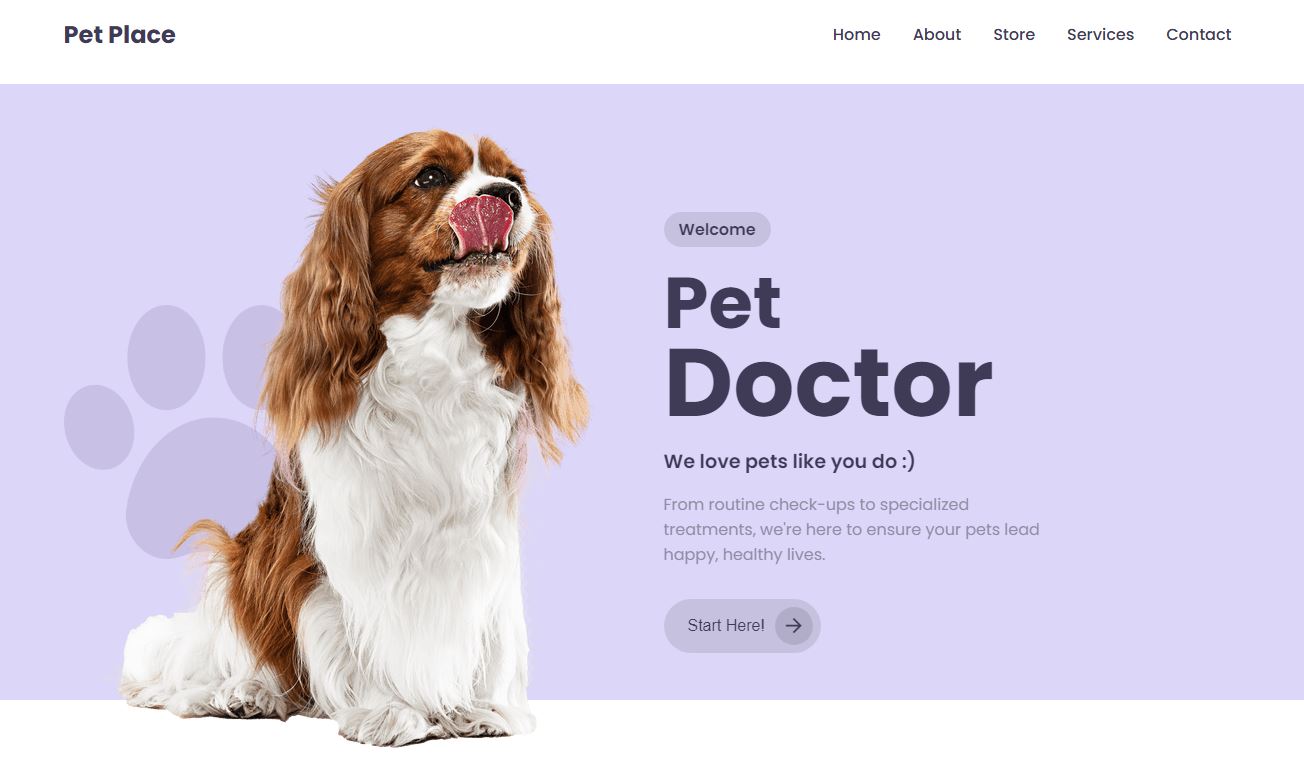 Pet Place
Home About Store Services Contact
Welcome
Pet
Doctor
We love pets like you do :)
From routine check-ups to specialized
treatments, we're here to ensure your pets lead
happy, healthy lives.
Start Here!